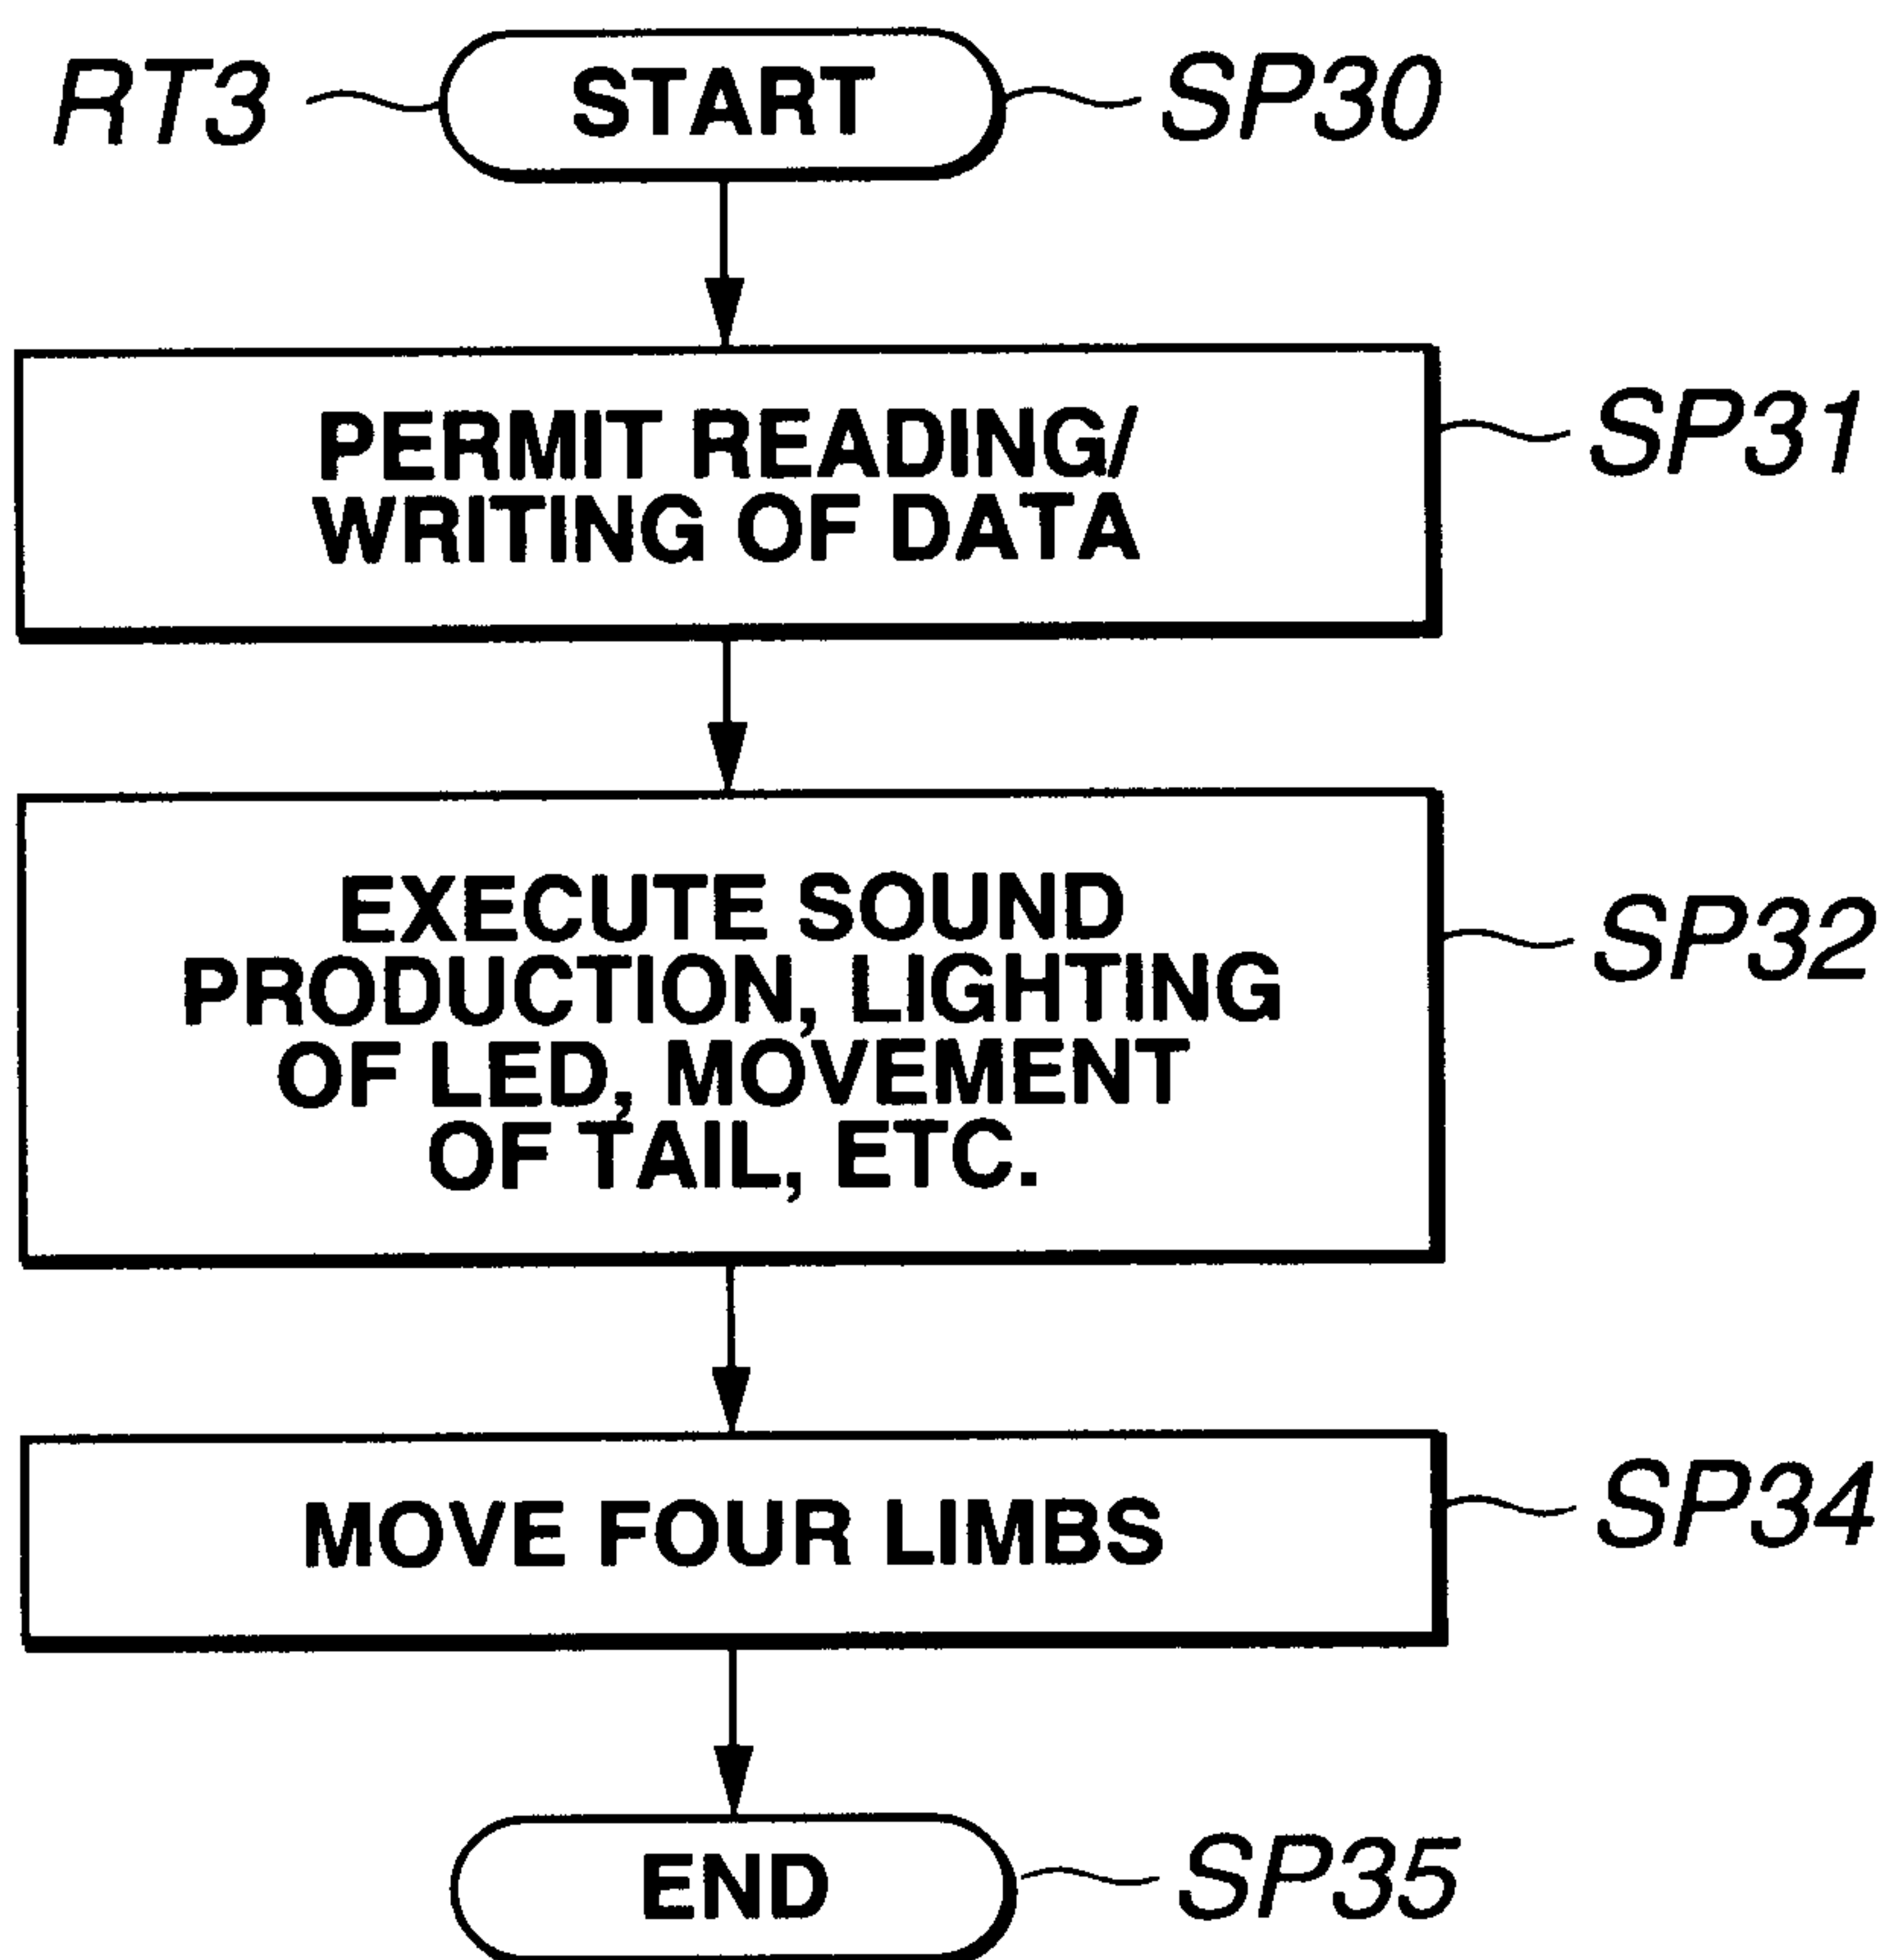 RT3
START
SP30
PERMIT READING/
WRITING OF DATA
SP31
EXECUTE SOUND
PRODUCTION, LIGHTING
OF LED, MOVEMENT
OF TAIL, ETC.
SP32
MOVE FOUR LIMBS
SP34
END
SP35